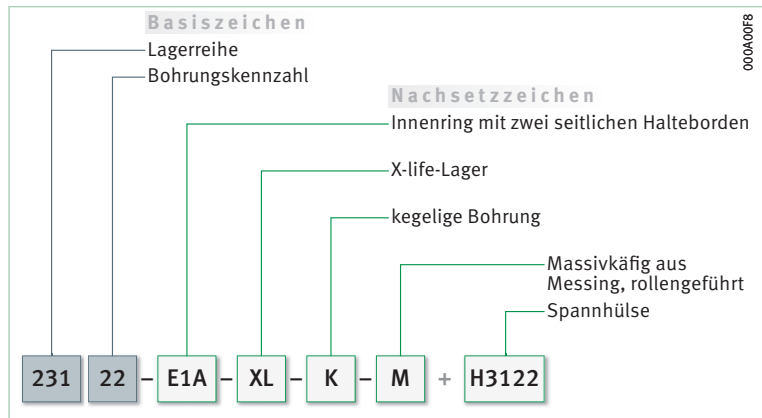 Basiszeichen
Lagerreihe
Bohrungskennzahl
Nachsetzzeichen
Innenring mit zwei seitlichen Halteborden
X-life-Lager
kegelige Bohrung
Massivkäfig aus
Messing, rollengeführt
Spannhülse
231 22 – E1A – XL – K – M + H3122
000A00F8